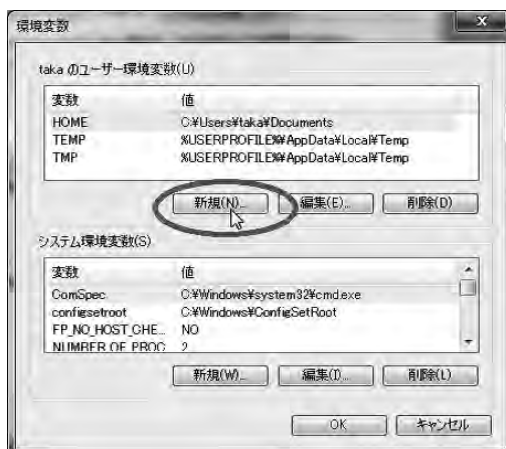 環境変数
taka のユーザー環境変数(U)
変数 値
HOME C:¥Users¥taka¥Documents
TEMP %USERPROFILE%¥AppData¥Local¥Temp
TMP %USERPROFILE%¥AppData¥Local¥Temp
新規(N)... 編集(E)... 削除(D)
システム環境変数(S)
変数 値
ComSpec C:¥Windows¥system32¥cmd.exe
configsetroot C:¥Windows¥ConfigSetRoot
FP_NO_HOST_CHE... NO
NUMBER_OF_PROC 2
新規(W)... 編集(I)... 削除(L)
OK キャンセル